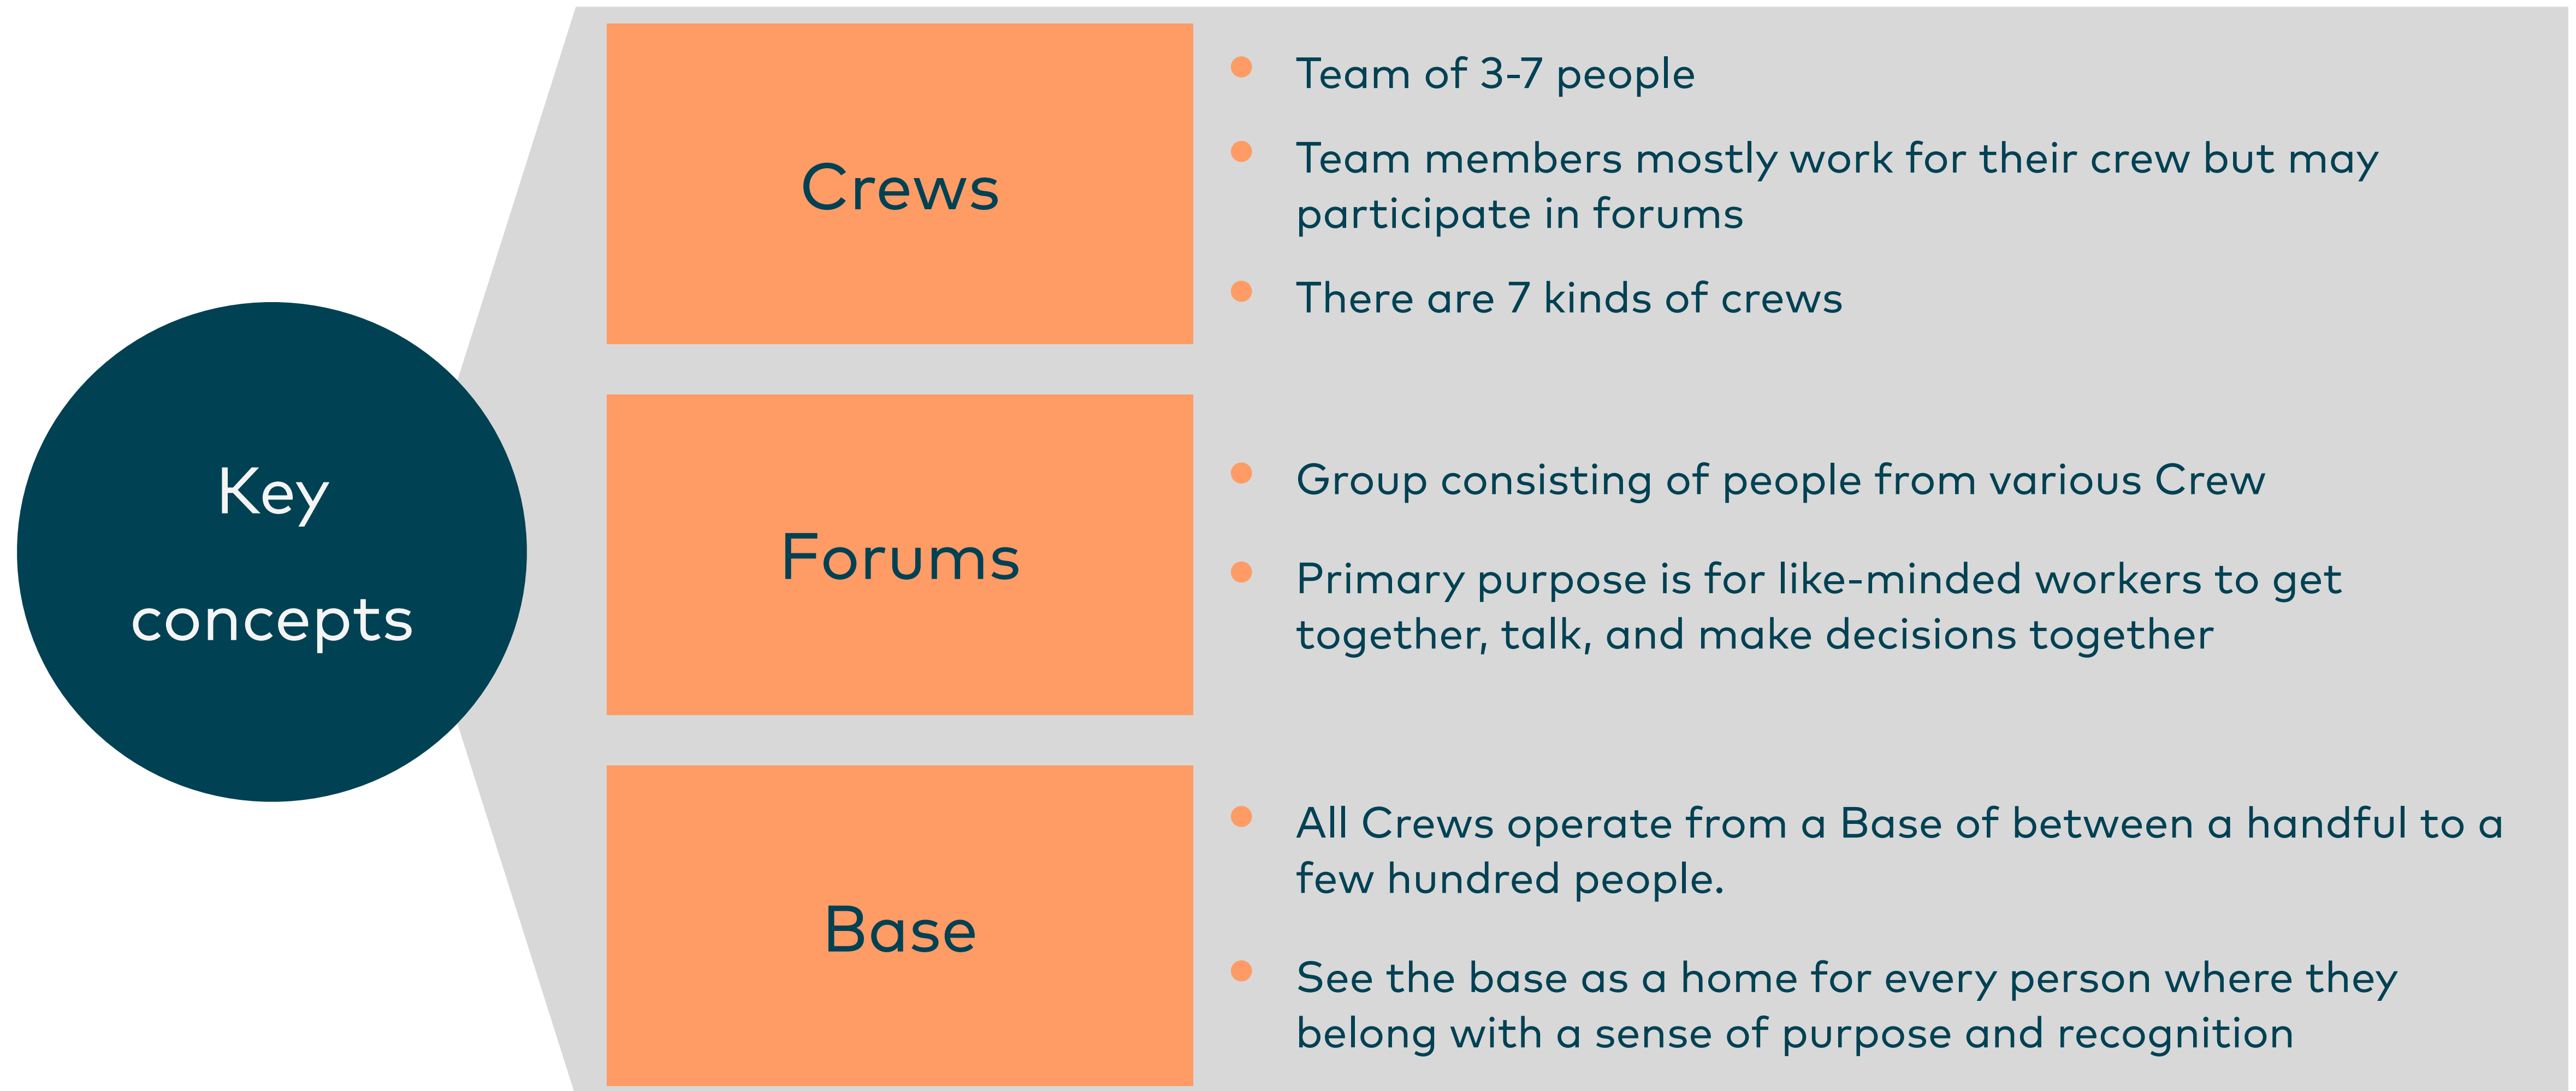 Key
concepts
Crews
Team of 3-7 people
Team members mostly work for their crew but may
participate in forums
There are 7 kinds of crews
Forums
Group consisting of people from various Crew
Primary purpose is for like-minded workers to get
together, talk, and make decisions together
Base
All Crews operate from a Base of between a handful to a
few hundred people.
See the base as a home for every person where they
belong with a sense of purpose and recognition